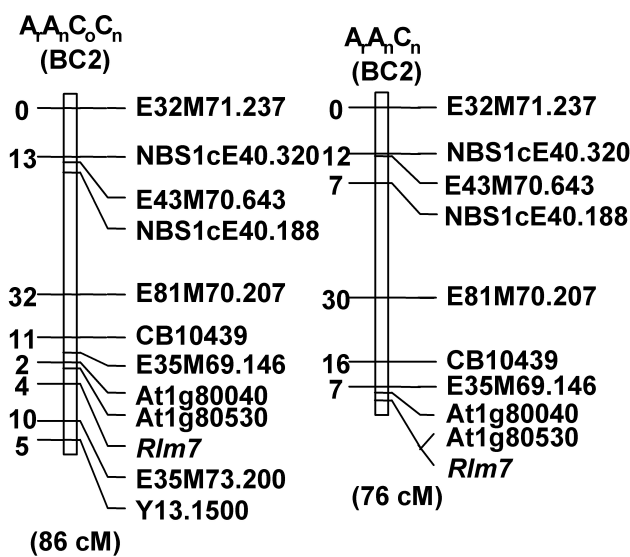 ArAnCoCn
(BC2)
0 E32M71.237
13 NBS1cE40.320
E43M70.643
NBS1cE40.188
32 E81M70.207
11 CB10439
E35M69.146
2 At1g80040
At1g80530
4 Rlm7
10 E35M73.200
5 Y13.1500
(86 cM)
ArAnCn
(BC2)
0 E32M71.237
12 NBS1cE40.320
E43M70.643
7 NBS1cE40.188
30 E81M70.207
16 CB10439
7 E35M69.146
At1g80040
At1g80530
Rlm7
(76 cM)